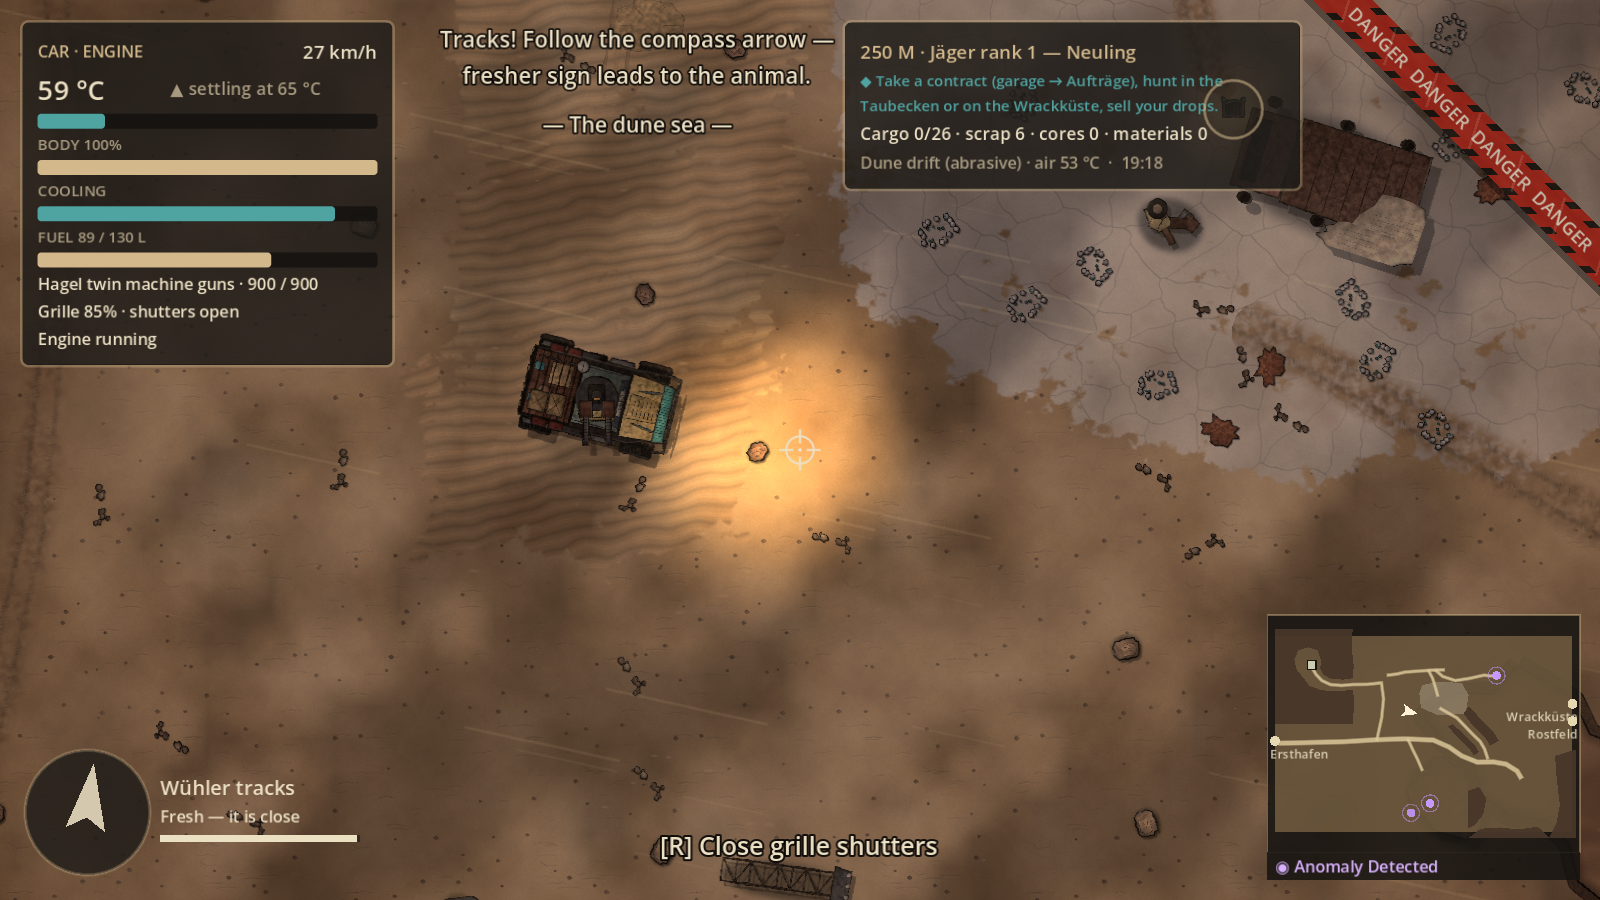 CAR · ENGINE
27 km/h
59 °C
▲ settling at 65 °C
BODY 100%
COOLING
FUEL 89 / 130 L
Hagel twin machine guns · 900 / 900
Grille 85% · shutters open
Engine running
Tracks! Follow the compass arrow —
fresher sign leads to the animal.
— The dune sea —
250 M · Jäger rank 1 — Neuling
◆ Take a contract (garage → Aufträge), hunt in the
Taubecken or on the Wrackküste, sell your drops.
Cargo 0/26 · scrap 6 · cores 0 · materials 0
Dune drift (abrasive) · air 53 °C · 19:18
DANGER DANGER DANGER DANGER DANGER
Wühler tracks
Fresh — it is close
[R] Close grille shutters
Wrackküste
Rostfeld
Ersthafen
◉ Anomaly Detected